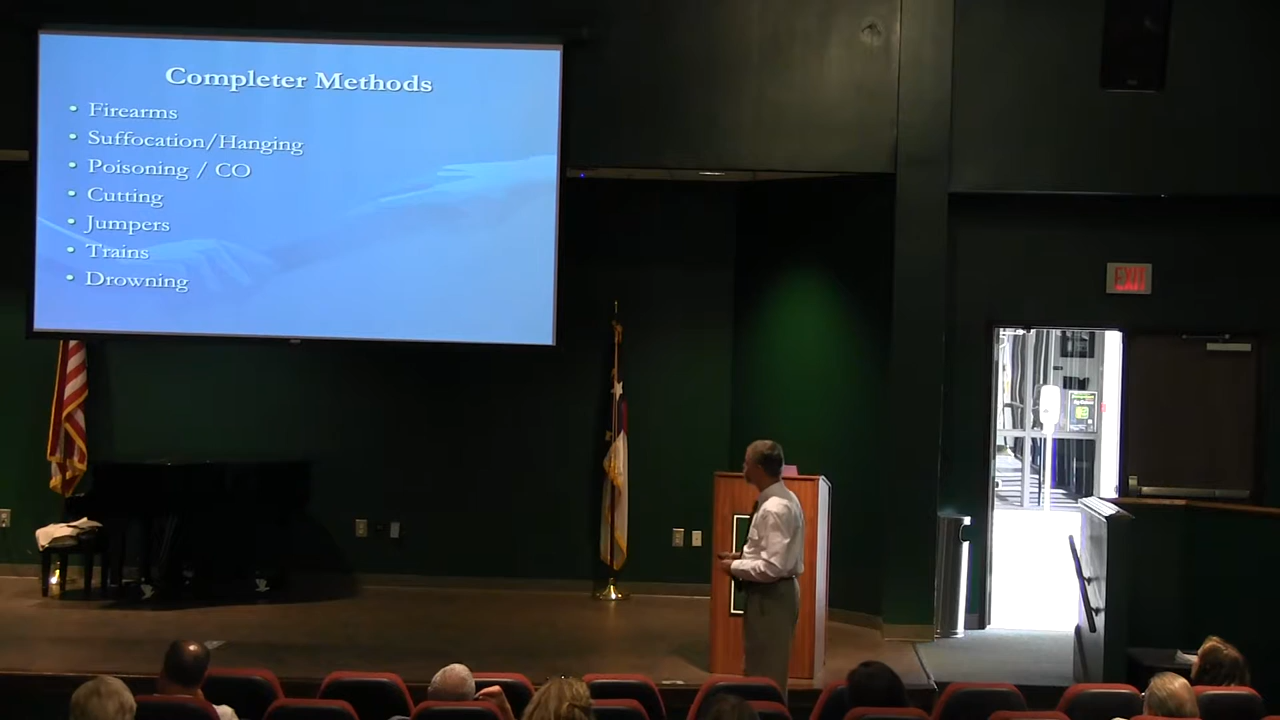 Completer Methods
• Firearms
• Suffocation/Hanging
• Poisoning / CO
• Cutting
• Jumpers
• Trains
• Drowning
EXIT